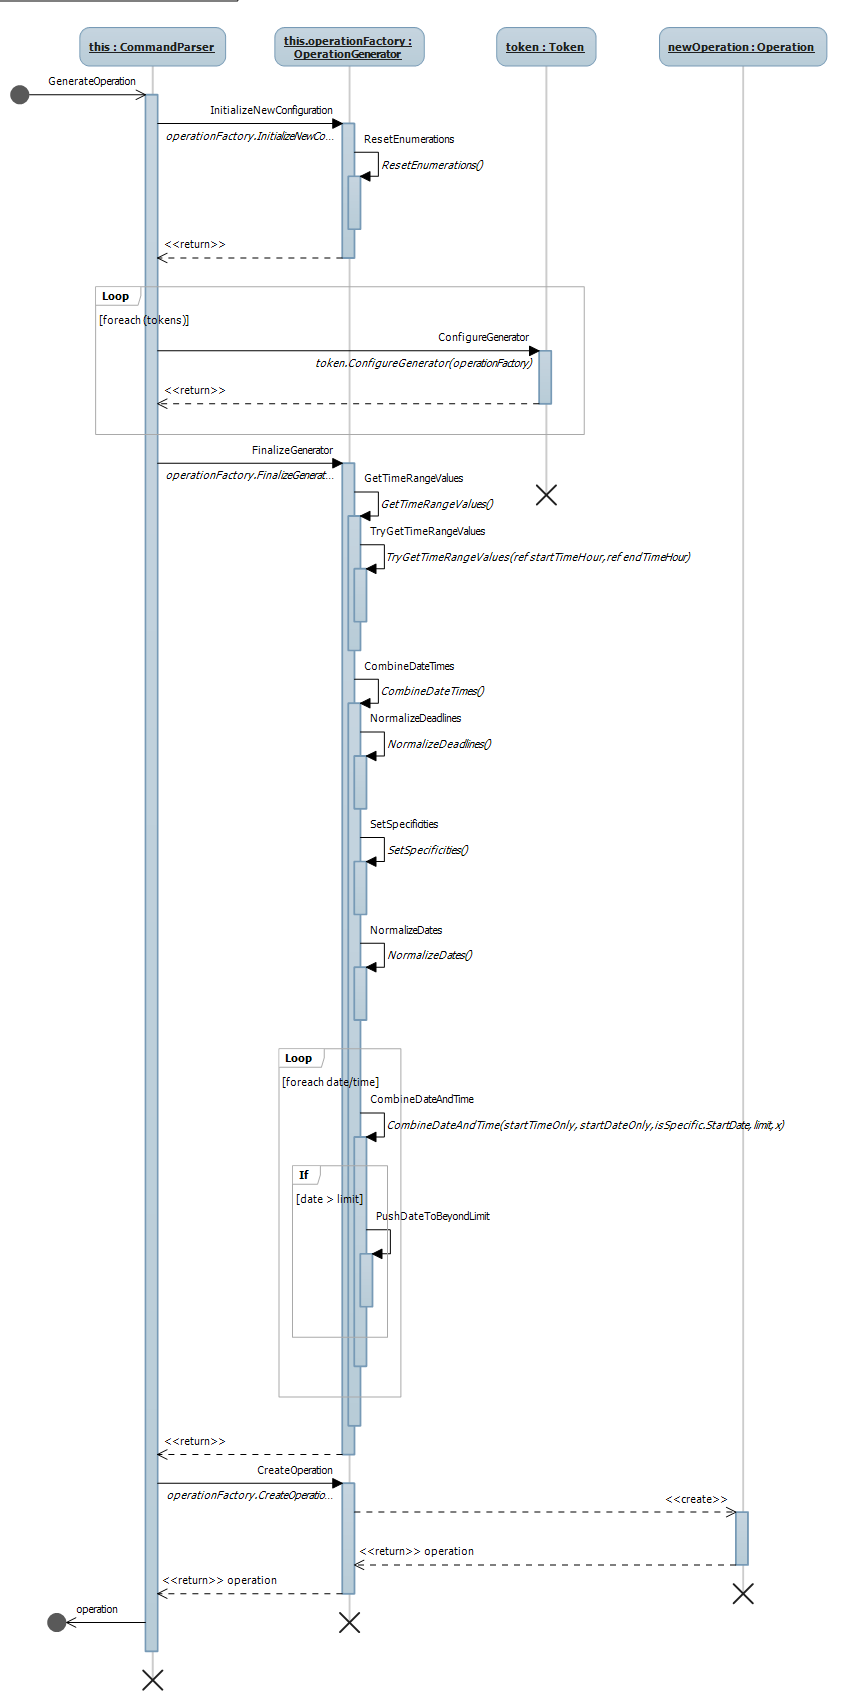 this : CommandParser
this.operationFactory :
OperationGenerator
token : Token
newOperation : Operation
GenerateOperation
InitializeNewConfiguration
operationFactory.InitializeNewCo...
ResetEnumerations
ResetEnumerations()
<<return>>
Loop
[foreach (tokens)]
ConfigureGenerator
token.ConfigureGenerator(operationFactory)
<<return>>
FinalizeGenerator
operationFactory.FinalizeGenerat...
GetTimeRangeValues
GetTimeRangeValues()
TryGetTimeRangeValues
TryGetTimeRangeValues(ref startTimeHour, ref endTimeHour)
CombineDateTimes
CombineDateTimes()
NormalizeDeadlines
NormalizeDeadlines()
SetSpecificities
SetSpecificities()
NormalizeDates
NormalizeDates()
Loop
[foreach date/time]
CombineDateAndTime
CombineDateAndTime(startTimeOnly, startDateOnly, isSpecific.StartDate, limit, x)
If
[date > limit]
PushDateToBeyondLimit
<<return>>
CreateOperation
operationFactory.CreateOperatio...
<<create>>
<<return>> operation
<<return>> operation
operation